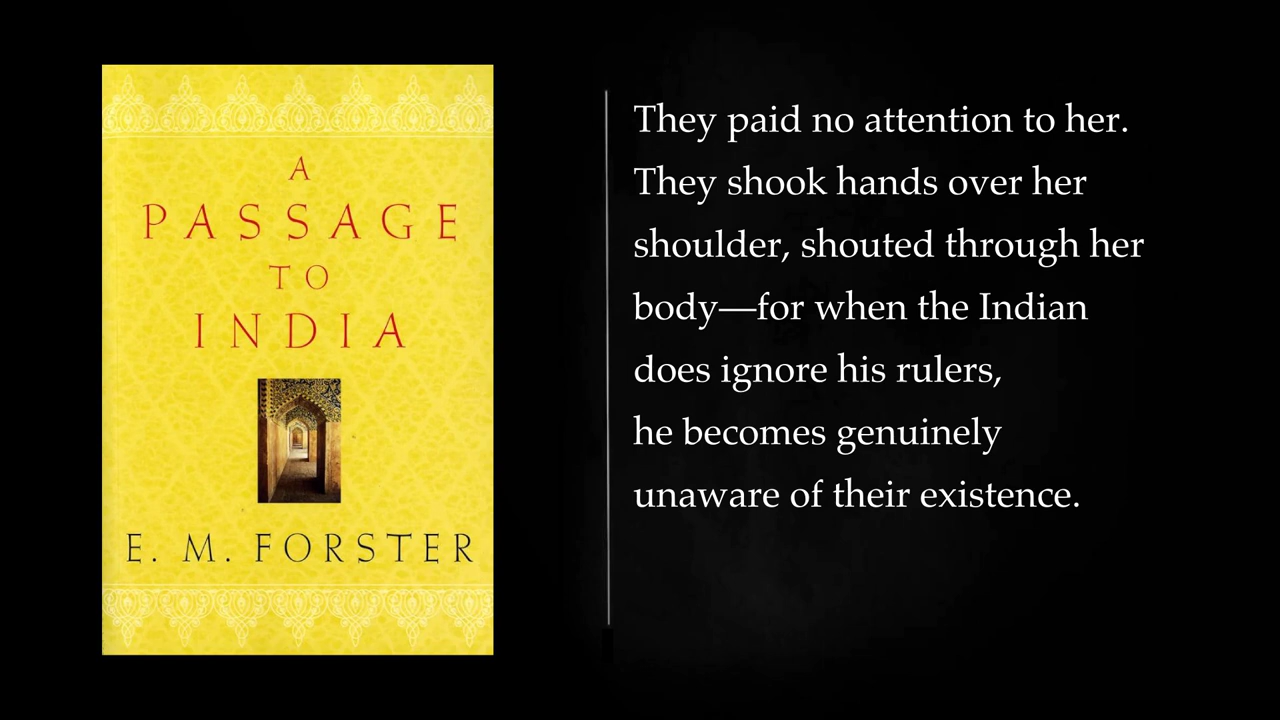 A
PASSAGE
TO
INDIA
E. M. FORSTER
They paid no attention to her.
They shook hands over her
shoulder, shouted through her
body—for when the Indian
does ignore his rulers,
he becomes genuinely
unaware of their existence.